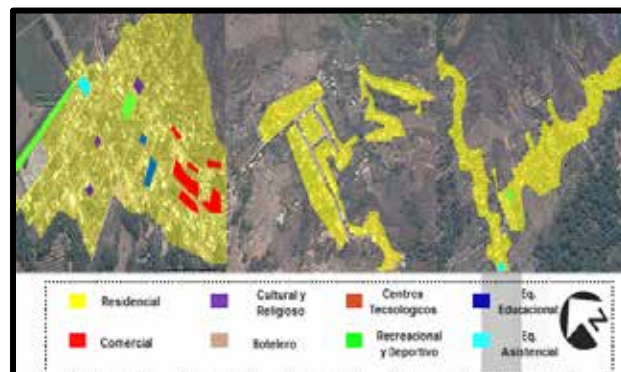 Residencial
Cultural y
Religioso
Centros
Tecnologicos
Eq.
Educacional
Comercial
Hotelero
Recreacional
y Deportivo
Eq.
Asistencial
N